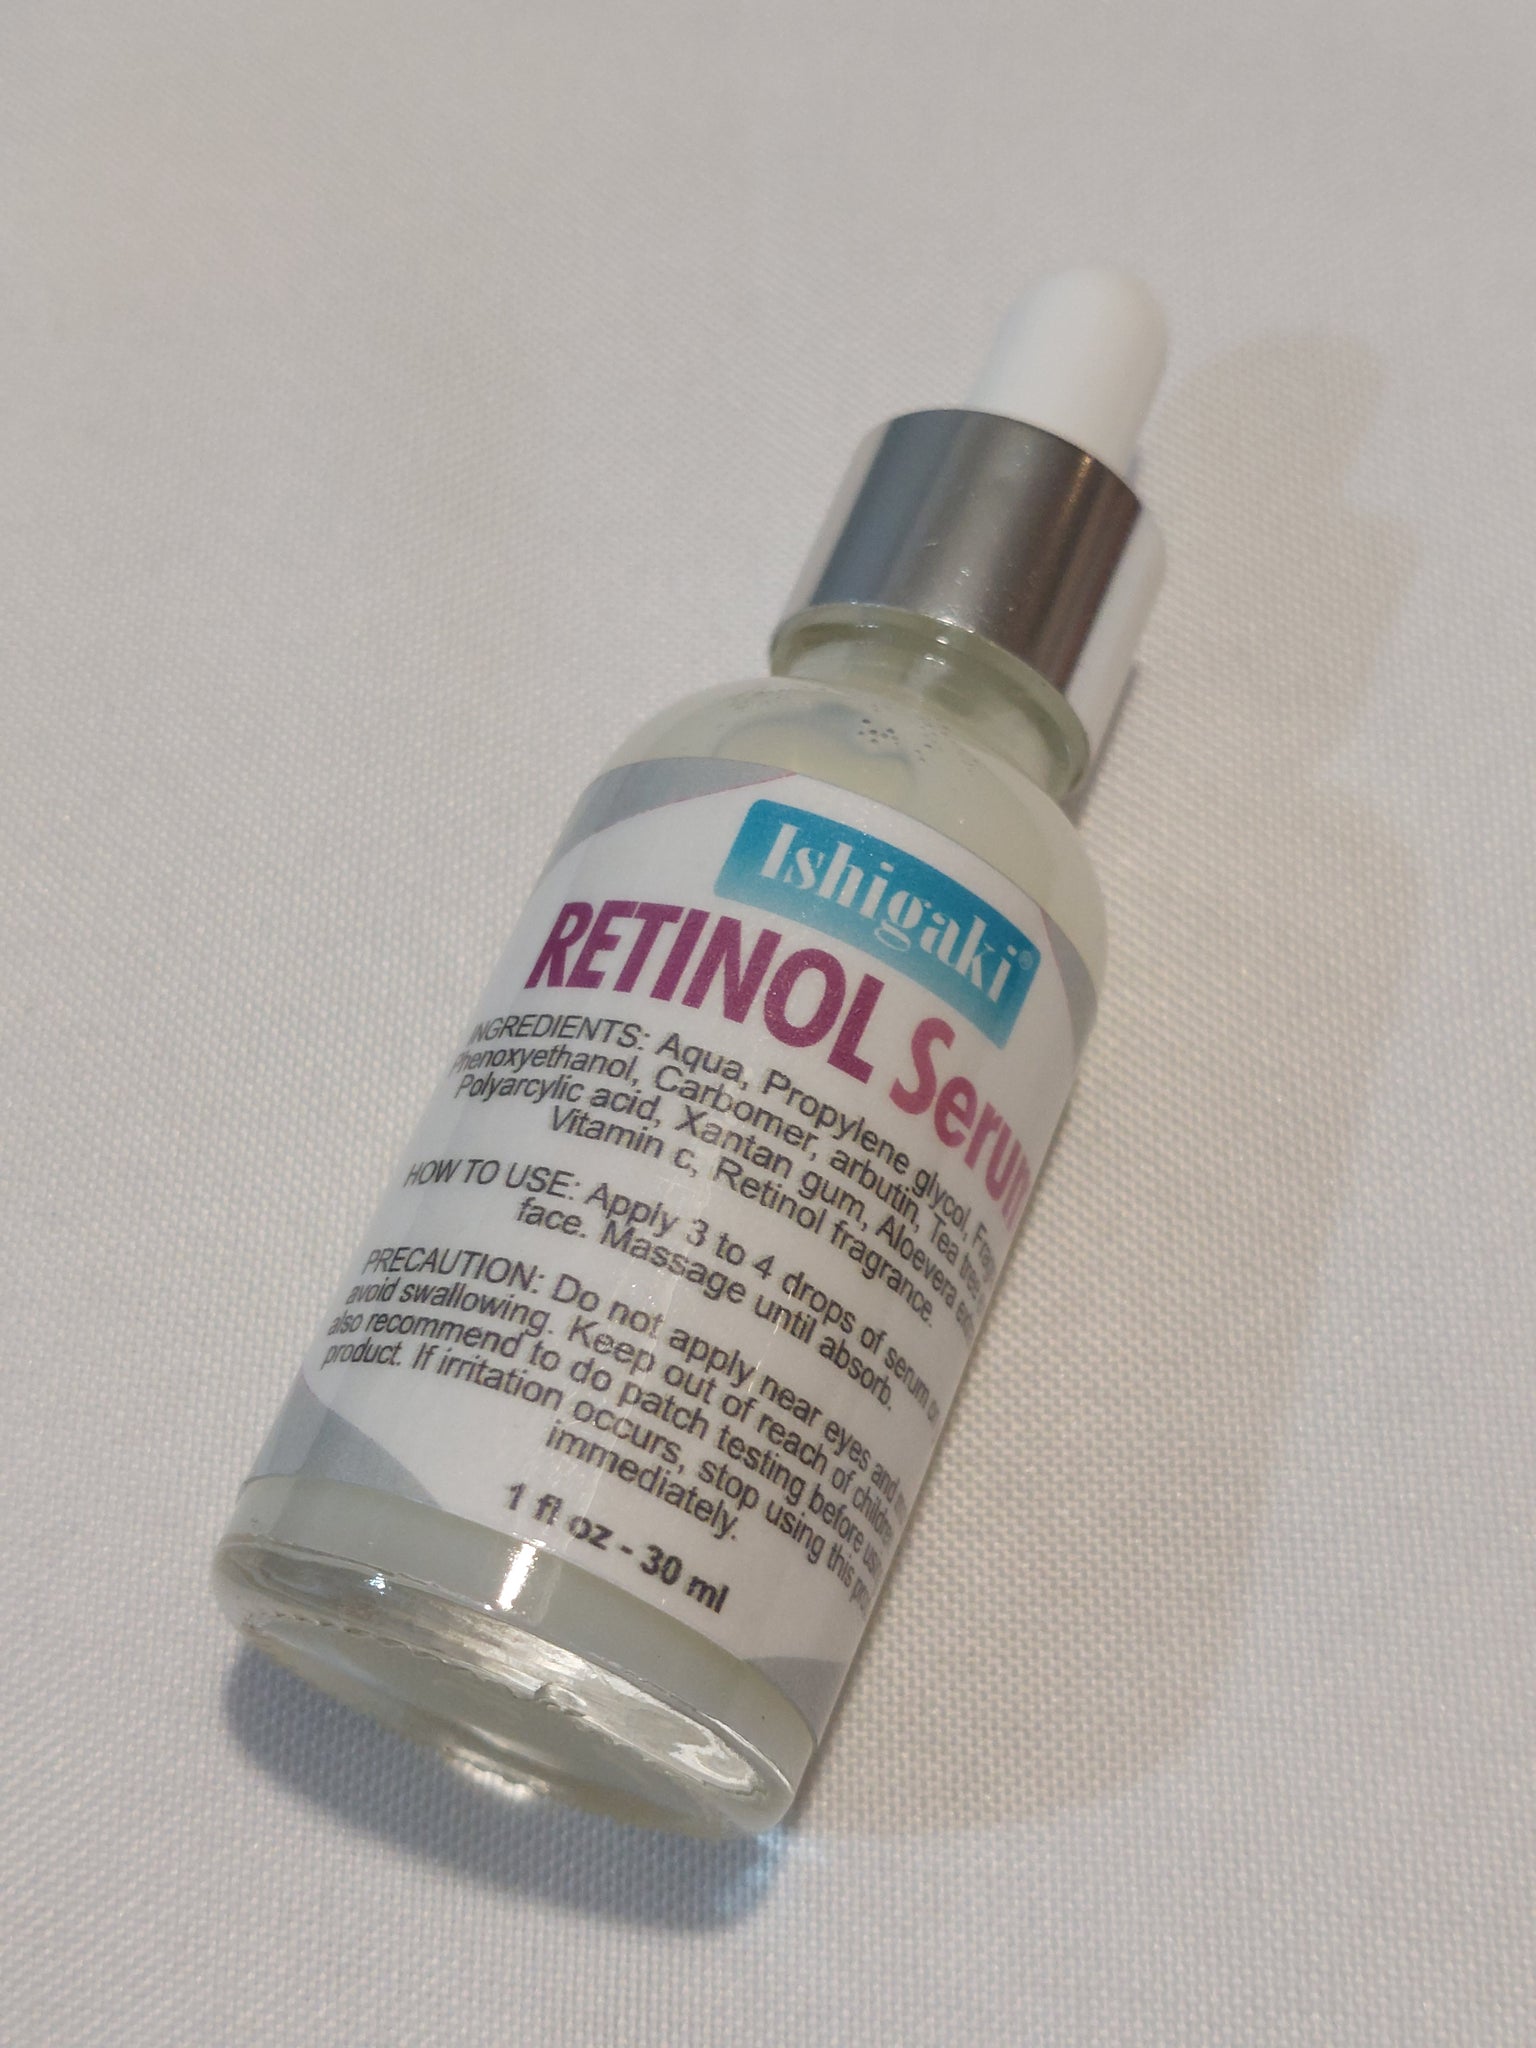 Ishigaki®
RETINOL Serum
INGREDIENTS: Aqua, Propylene glycol,
Phenoxyethanol, Carbomer, arbutin, Tea tree
Polyarcylic acid, Xantan gum, Aloevera
Vitamin c, Retinol fragrance.
HOW TO USE: Apply 3 to 4 drops of serum
face. Massage until absorb.
PRECAUTION: Do not apply near eyes and
avoid swallowing. Keep out of reach of
also recommend to do patch testing before
product. If irritation occurs, stop using this
immediately.
1 fl oz - 30 ml